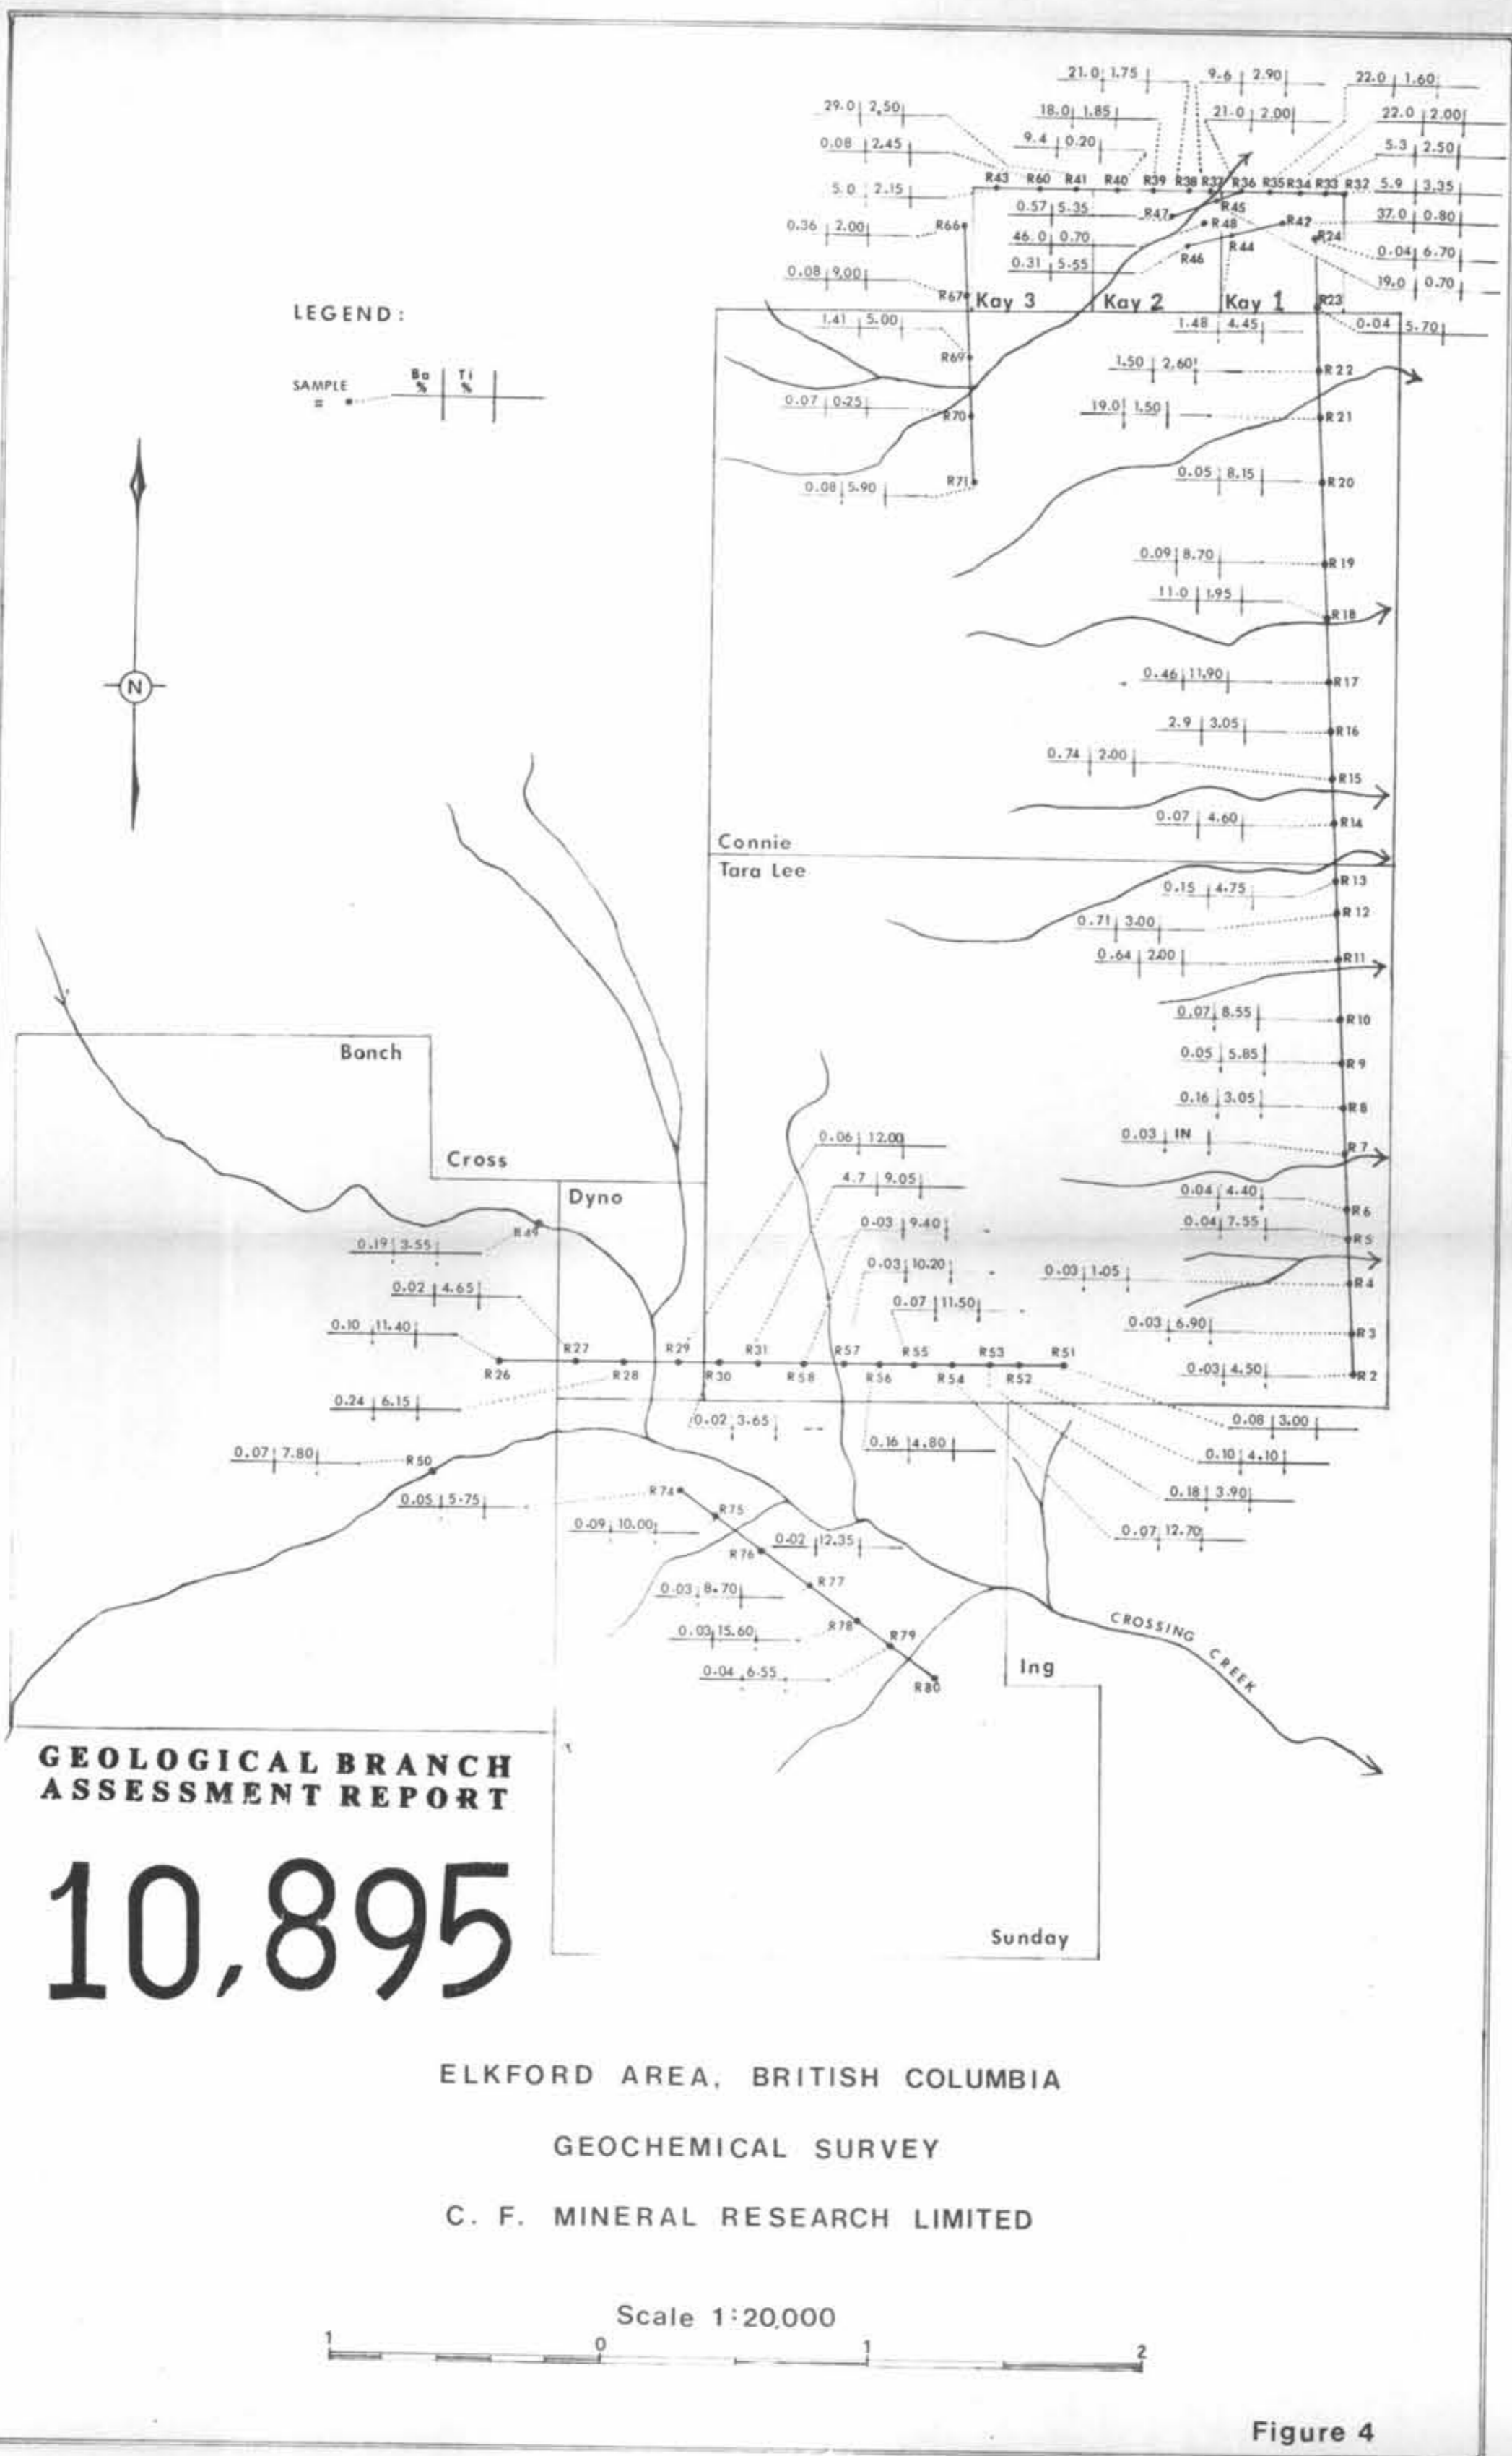 21.0 1.75
9.6 2.90
22.0 1.60
29.0 2.50
18.0 1.85
21.0 2.00
22.0 2.00
0.08 2.45
9.4 0.20
5.3 2.50
5.0 2.15
R43 R60 R41 R40 R39 R38 R37 R36 R35 R34 R33 R32 5.9 3.35
0.57 5.35 R47 R45
37.0 0.80
0.36 2.00 R66
R48 R42
46.0 0.70
R44 R24
0.04 6.70
0.31 5.55 R46
0.08 9.00
19.0 0.70
R67 Kay 3 Kay 2 Kay 1 R23
1.41 5.00
1.48 4.45
0.04 5.70
LEGEND:
SAMPLE
Ba %
Ti %
R69
1.50 2.60 R22
0.07 0.25 R70
19.0 1.50 R21
0.08 5.90 R71
0.05 8.15 R20
0.09 8.70 R19
11.0 1.95 R18
N
0.46 11.90 R17
2.9 3.05 R16
0.74 2.00 R15
0.07 4.60 R14
Connie
Tara Lee
0.15 4.75 R13
0.71 3.00 R12
0.64 2.00 R11
0.07 8.55 R10
Bonch
0.05 5.85 R9
0.16 3.05 R8
0.06 12.00
0.03 IN R7
Cross
4.7 9.05
Dyno
0.04 4.40 R6
0.03 9.40
0.04 7.55 R5
R49
0.19 3.55
0.03 10.20
0.03 1.05 R4
0.02 4.65
0.07 11.50
0.10 11.40
0.03 6.90 R3
R26 R27 R28 R29 R30 R31 R58 R57 R56 R55 R54 R53 R52 R51
0.03 4.50 R2
0.24 6.15
0.02 3.65
0.08 3.00
0.16 4.80
0.07 7.80 R50
0.10 4.10
0.05 5.75 R74
0.18 3.90
R75
0.09 10.00
0.07 12.70
0.02 12.35
R76
R77
0.03 8.70
0.03 15.60 R78
R79
0.04 6.55
R80
CROSSING CREEK
Ing
GEOLOGICAL BRANCH
ASSESSMENT REPORT
10,895
Sunday
ELKFORD AREA, BRITISH COLUMBIA
GEOCHEMICAL SURVEY
C. F. MINERAL RESEARCH LIMITED
Scale 1:20,000
1 0 1 2
Figure 4